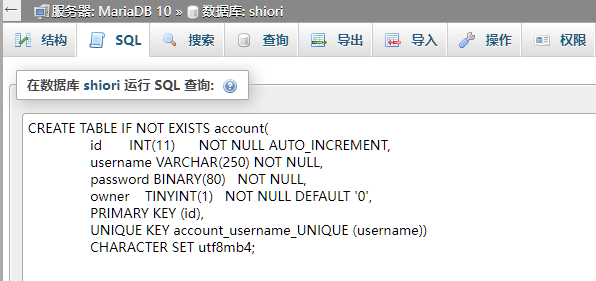 服务器: MariaDB 10 » 数据库: shiori
结构 SQL 搜索 查询 导出 导入 操作 权限
在数据库 shiori 运行 SQL 查询:
CREATE TABLE IF NOT EXISTS account(
id INT(11) NOT NULL AUTO_INCREMENT,
username VARCHAR(250) NOT NULL,
password BINARY(80) NOT NULL,
owner TINYINT(1) NOT NULL DEFAULT '0',
PRIMARY KEY (id),
UNIQUE KEY account_username_UNIQUE (username))
CHARACTER SET utf8mb4;